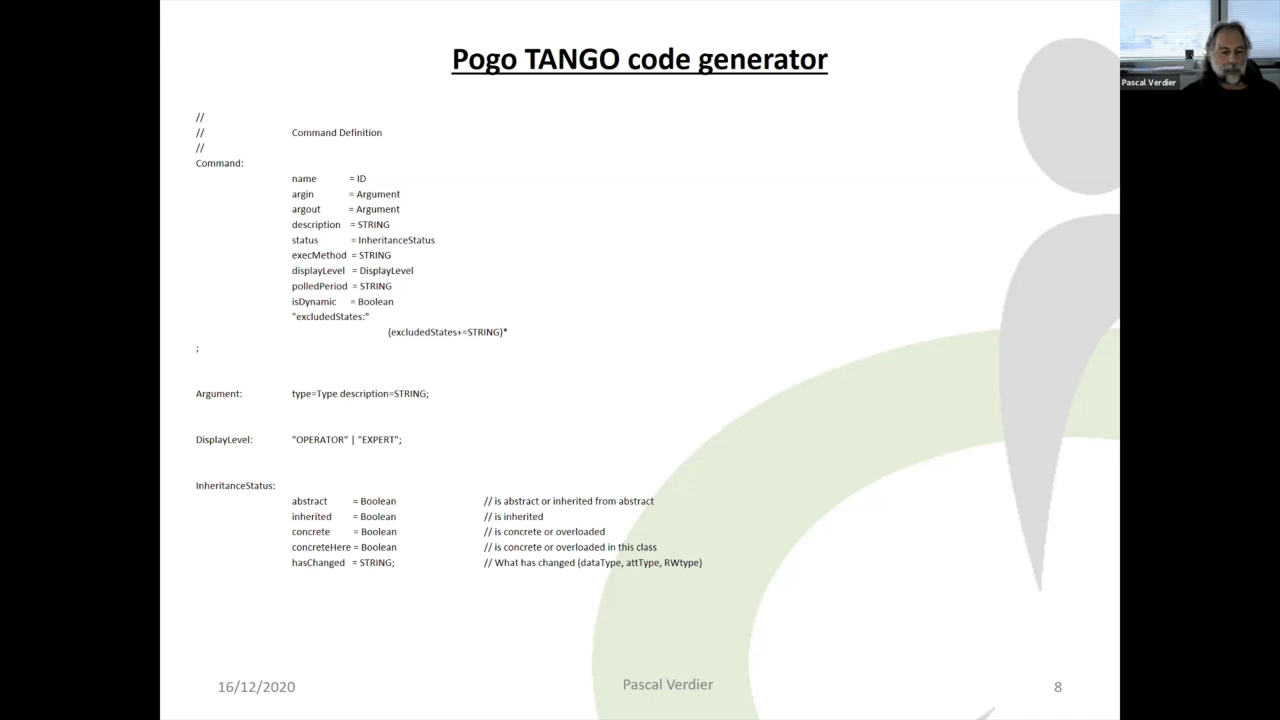 Pogo TANGO code generator
Pascal Verdier
//
// Command Definition
//
Command:
name = ID
argin = Argument
argout = Argument
description = STRING
status = InheritanceStatus
execMethod = STRING
displayLevel = DisplayLevel
polledPeriod = STRING
isDynamic = Boolean
"excludedStates:"
(excludedStates+=STRING)*
;
Argument: type=Type description=STRING;
DisplayLevel: "OPERATOR" | "EXPERT";
InheritanceStatus:
abstract = Boolean // is abstract or inherited from abstract
inherited = Boolean // is inherited
concrete = Boolean // is concrete or overloaded
concreteHere = Boolean // is concrete or overloaded in this class
hasChanged = STRING; // What has changed (dataType, attType, RWtype)
16/12/2020 Pascal Verdier 8